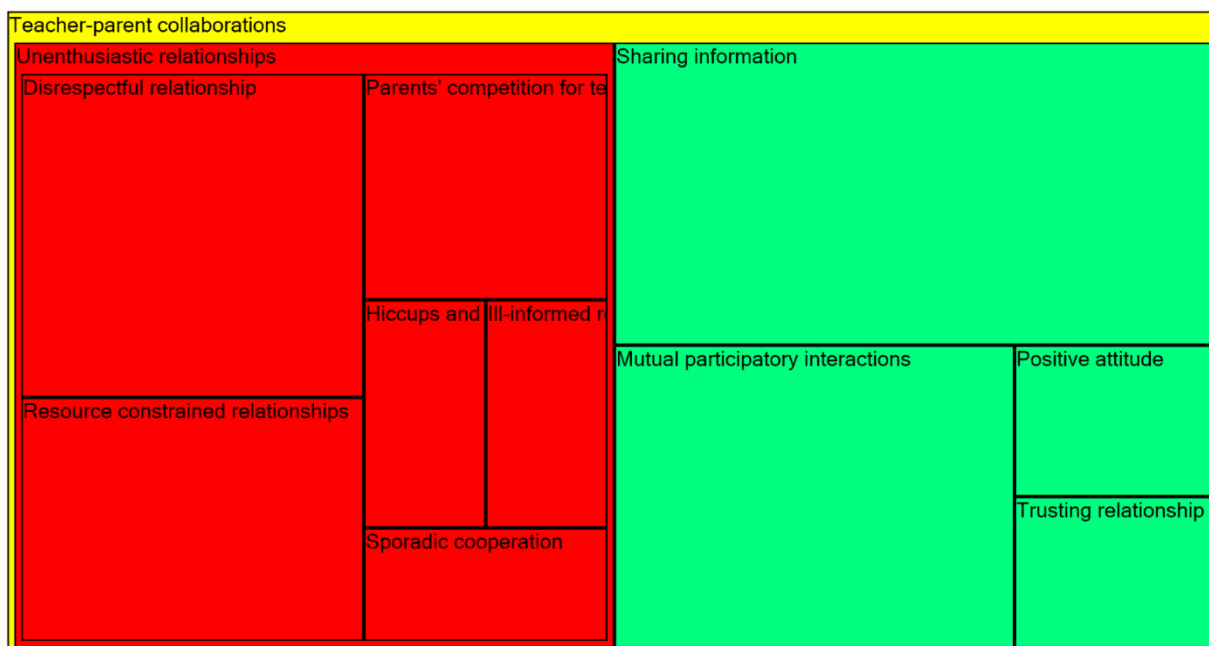 Teacher-parent collaborations
Unenthusiastic relationships
Disrespectful relationship
Parents' competition for te
Hiccups and
Ill-informed r
Resource constrained relationships
Sporadic cooperation
Sharing information
Mutual participatory interactions
Positive attitude
Trusting relationship